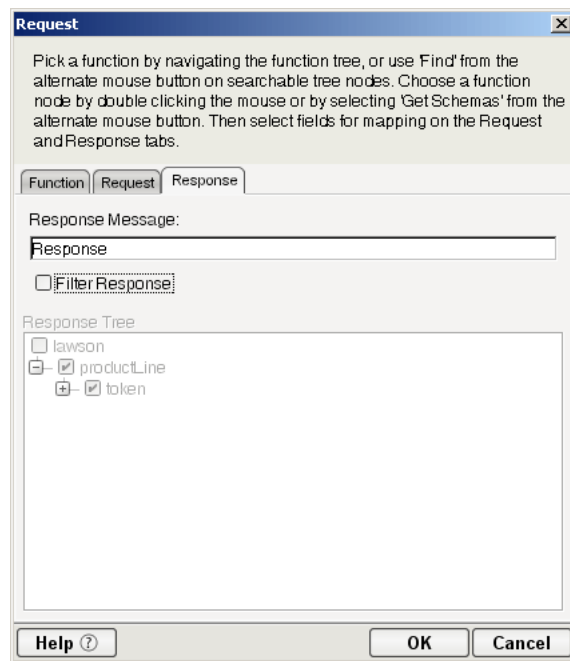 Request
Pick a function by navigating the function tree, or use 'Find' from the
alternate mouse button on searchable tree nodes. Choose a function
node by double clicking the mouse or by selecting 'Get Schemas' from the
alternate mouse button. Then select fields for mapping on the Request
and Response tabs.
Function Request Response
Response Message:
Response
Filter Response
Response Tree
lawson
productLine
token
Help ?
OK Cancel